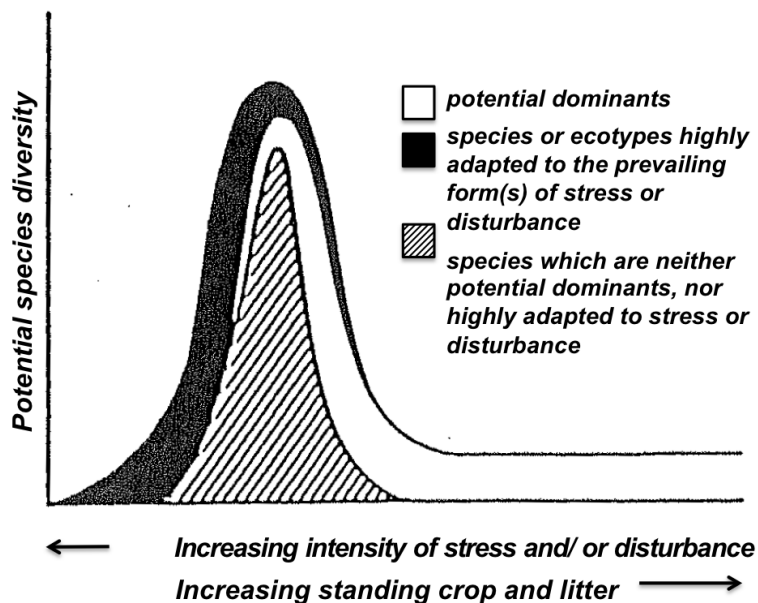 Potential species diversity
potential dominants
species or ecotypes highly
adapted to the prevailing
form(s) of stress or
disturbance
species which are neither
potential dominants, nor
highly adapted to stress or
disturbance
Increasing intensity of stress and/ or disturbance
Increasing standing crop and litter